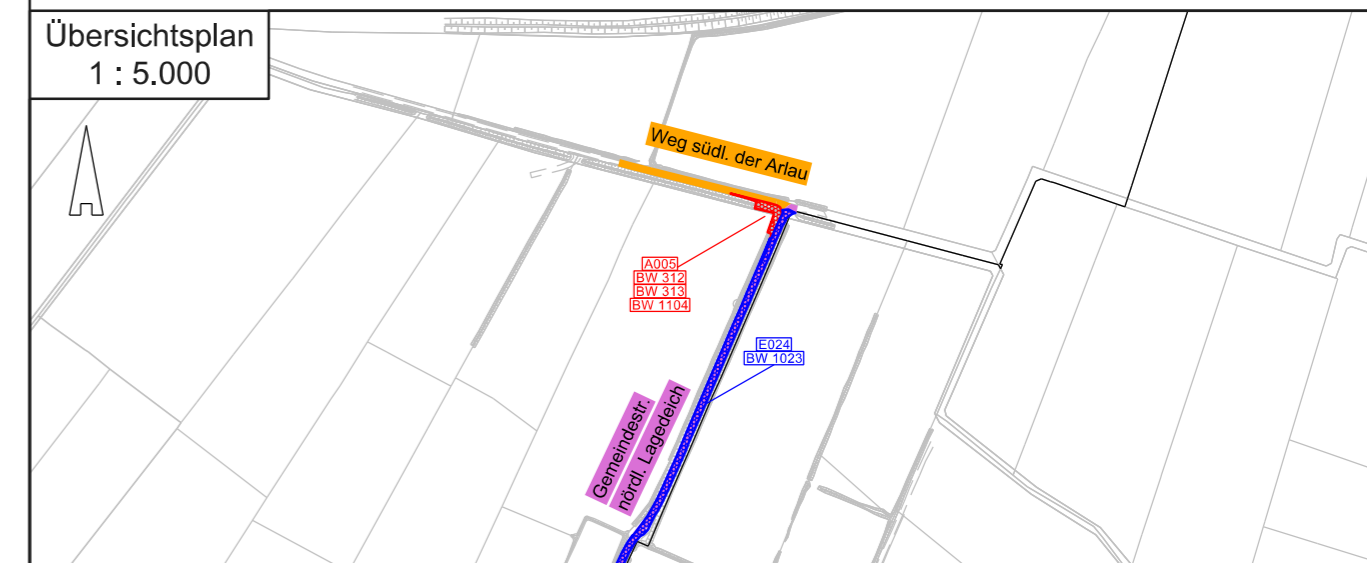 Übersichtsplan
1 : 5.000
Weg südl. der Arlau
A005
BW 312
BW 313
BW 1104
E024
BW 1023
Gemeindestr.
nördl. Lagedeich